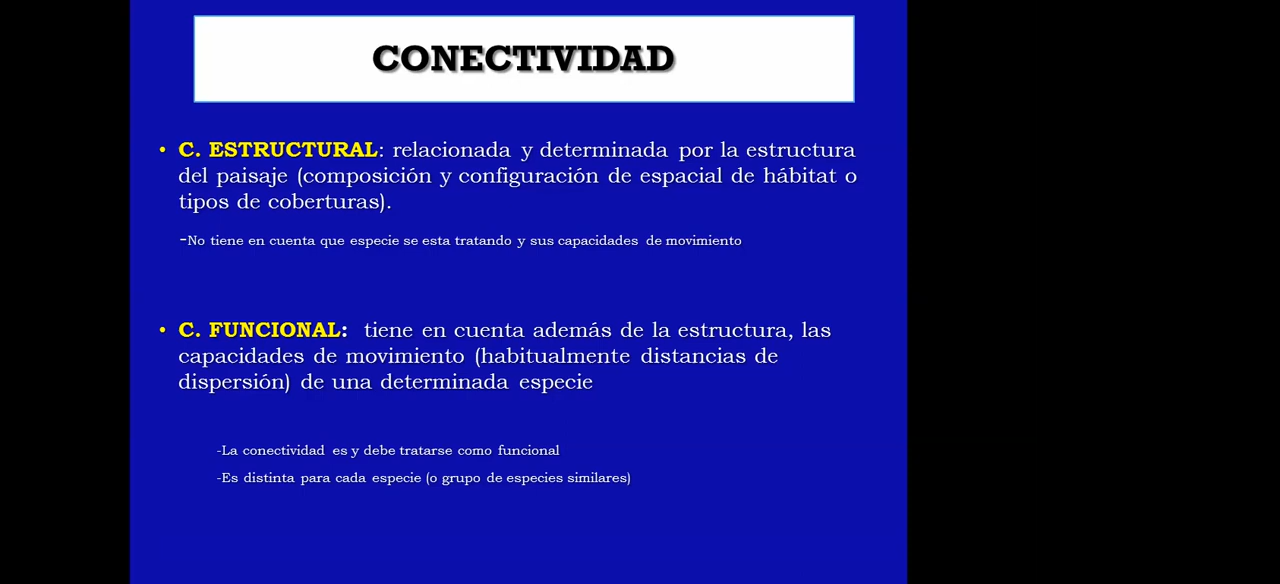 CONECTIVIDAD
• C. ESTRUCTURAL: relacionada y determinada por la estructura
del paisaje (composición y configuración de espacial de hábitat o
tipos de coberturas).
-No tiene en cuenta que especie se esta tratando y sus capacidades de movimiento
• C. FUNCIONAL: tiene en cuenta además de la estructura, las
capacidades de movimiento (habitualmente distancias de
dispersión) de una determinada especie
-La conectividad es y debe tratarse como funcional
-Es distinta para cada especie (o grupo de especies similares)